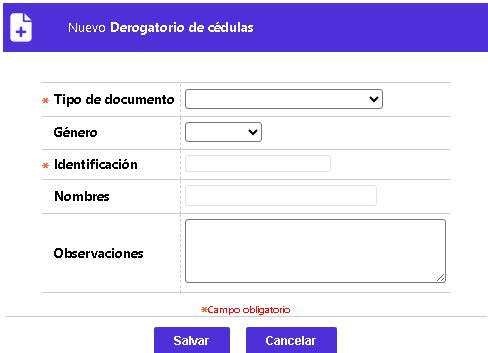 Nuevo Derogatorio de cédulas
* Tipo de documento
Género
* Identificación
Nombres
Observaciones
*Campo obligatorio
Salvar Cancelar